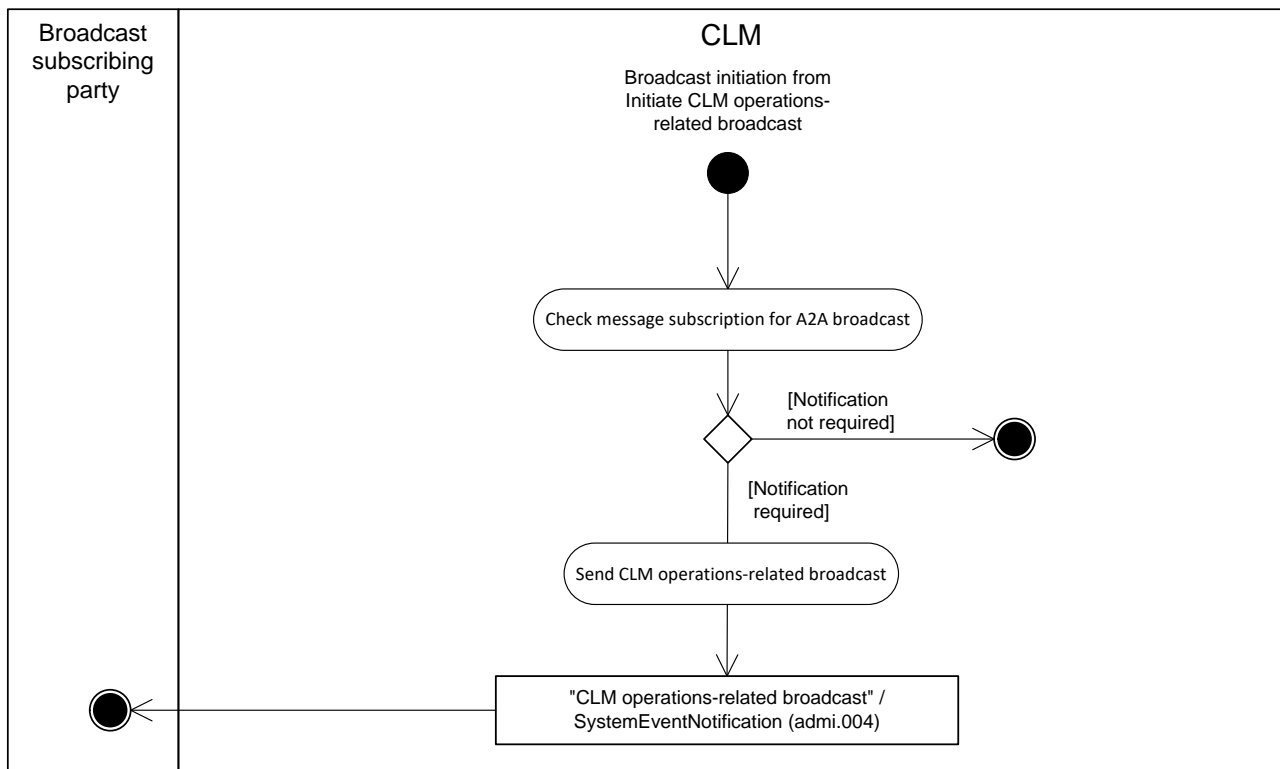 Broadcast
subscribing
party
CLM
Broadcast initiation from
Initiate CLM operations-
related broadcast
Check message subscription for A2A broadcast
[Notification
not required]
[Notification
required]
Send CLM operations-related broadcast
"CLM operations-related broadcast" /
SystemEventNotification (admi.004)